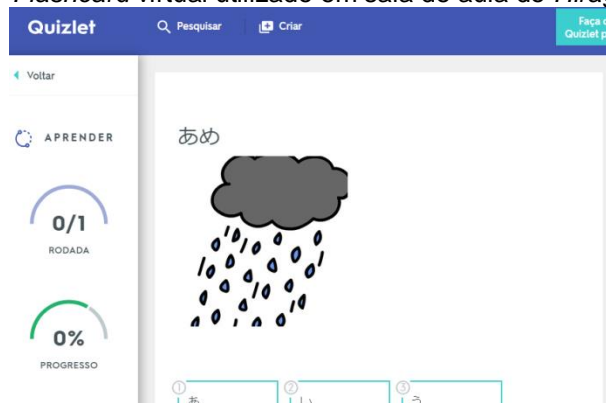 Flashcard virtual utilizado em sala de aula de
Quizlet
Pesquisar
Criar
Faça
Quizlet p
Voltar
APRENDER
0/1
RODADA
0%
PROGRESSO
あめ
1
あ
2
い
3
う